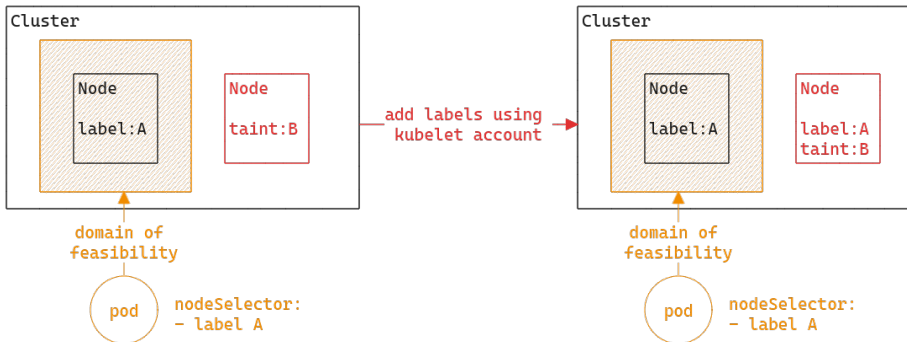 Cluster
Node
label:A
Node
taint:B
domain of
feasibility
pod
nodeSelector:
- label A
add labels using
kubelet account
Cluster
Node
label:A
Node
label:A
taint:B
domain of
feasibility
pod
nodeSelector:
- label A